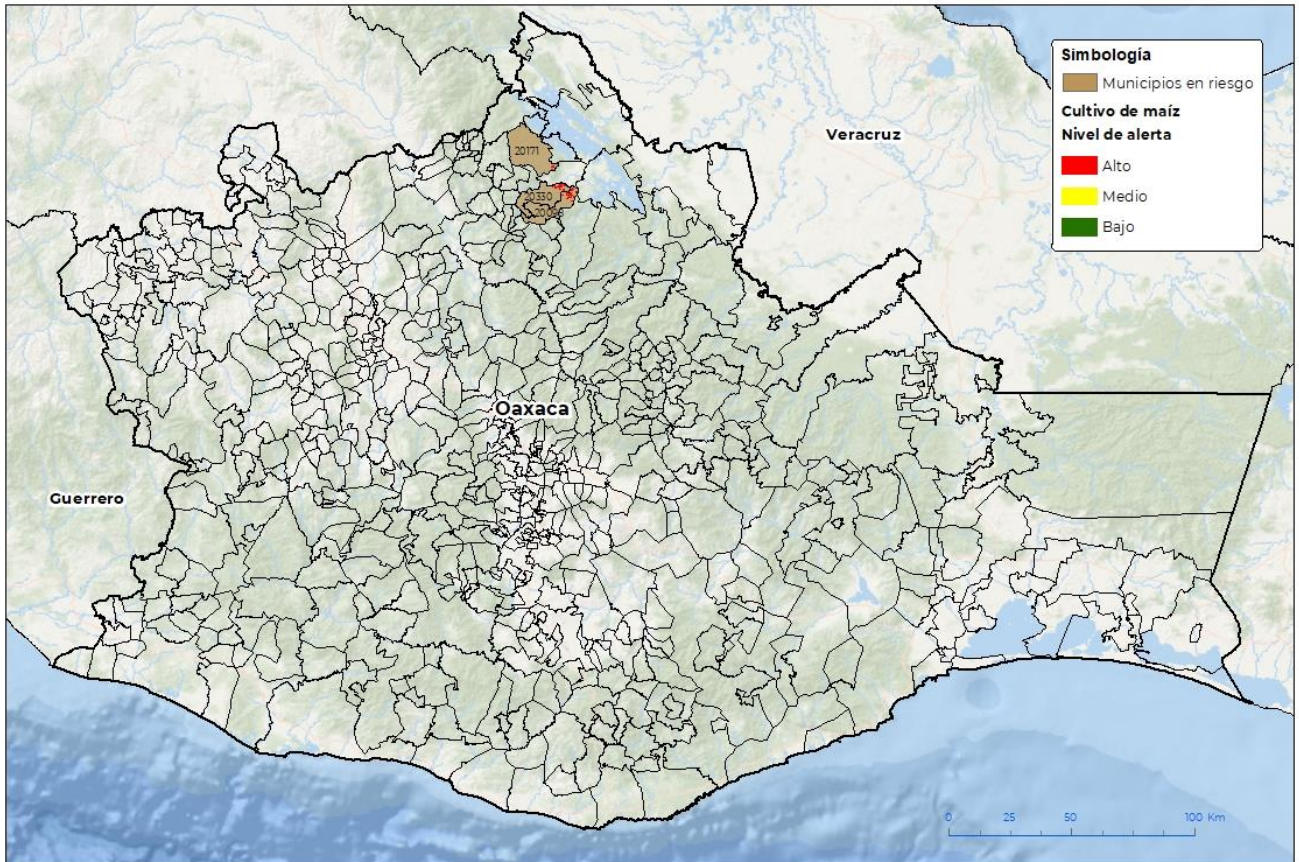 Simbología
Municipios en riesgo
Cultivo de maíz
Nivel de alerta
Alto
Medio
Bajo
Veracruz
20171
Oaxaca
Guerrero
0 25 50 100 Km